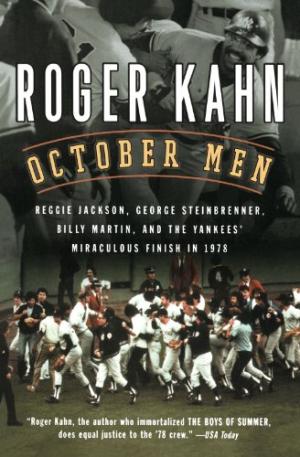 ROGER KAHN
OCTOBER MEN
REGGIE JACKSON, GEORGE STEINBRENNER,
BILLY MARTIN, AND THE YANKEES'
MIRACULOUS FINISH IN 1978
"Roger Kahn, the author who immortalized THE BOYS OF SUMMER,
does equal justice to the '78 crew." —USA Today